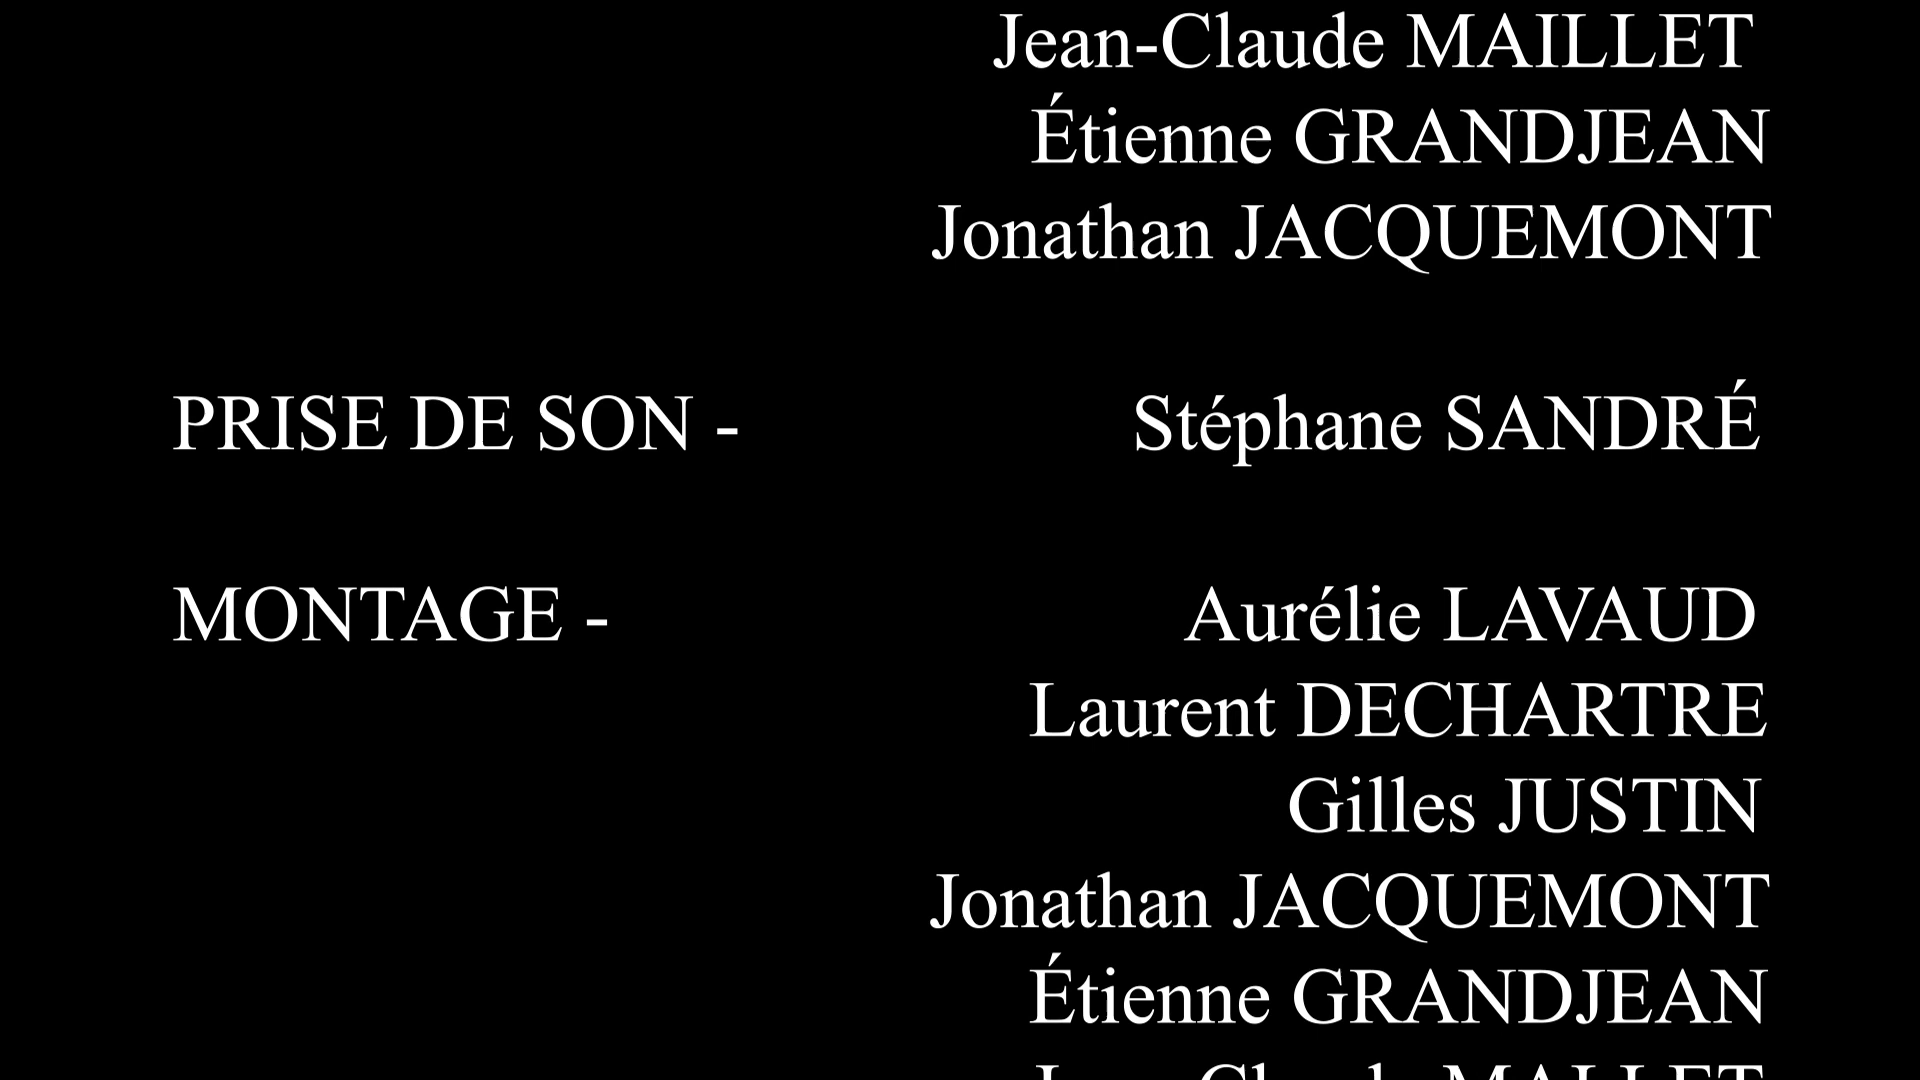 Jean-Claude MAILLET
Étienne GRANDJEAN
Jonathan JACQUEMONT
PRISE DE SON - Stéphane SANDRÉ
MONTAGE - Aurélie LAVAUD
Laurent DECHARTRE
Gilles JUSTIN
Jonathan JACQUEMONT
Étienne GRANDJEAN